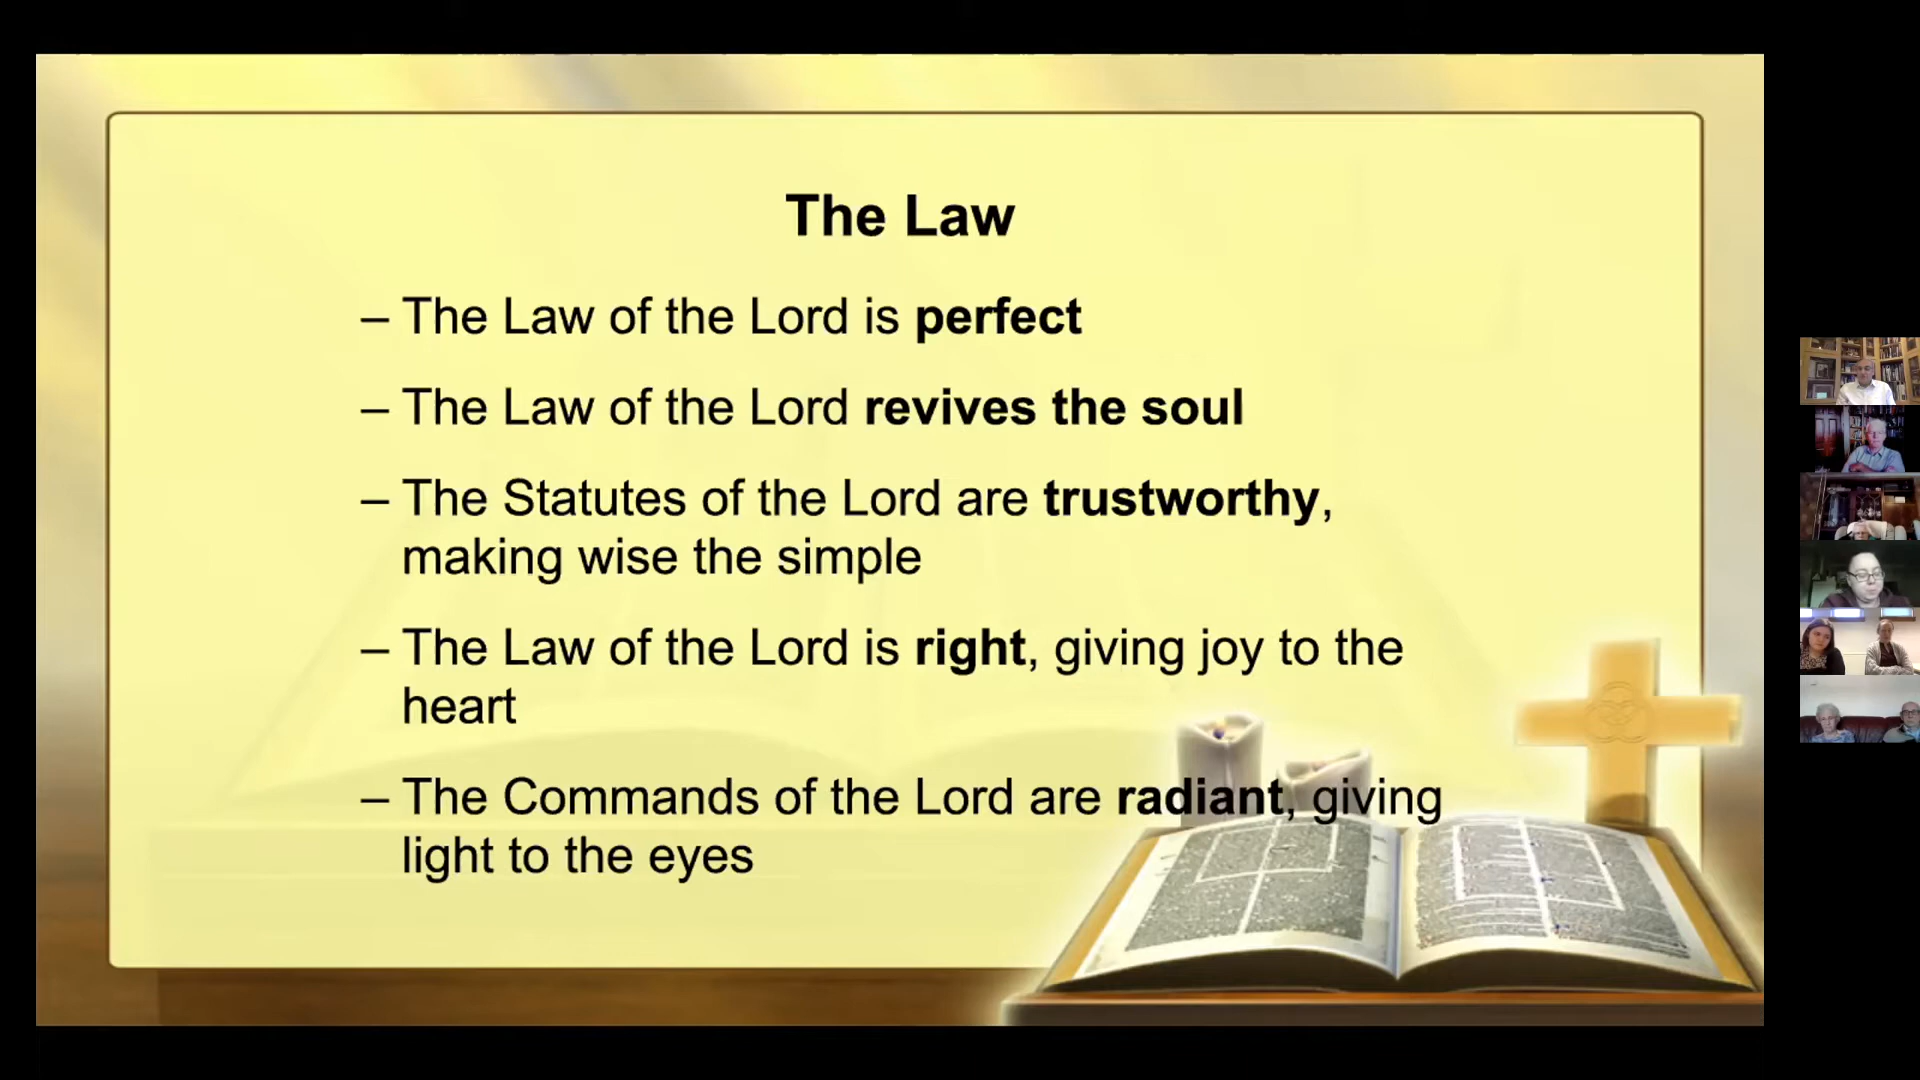 The Law
– The Law of the Lord is perfect
– The Law of the Lord revives the soul
– The Statutes of the Lord are trustworthy,
making wise the simple
– The Law of the Lord is right, giving joy to the
heart
– The Commands of the Lord are radiant, giving
light to the eyes